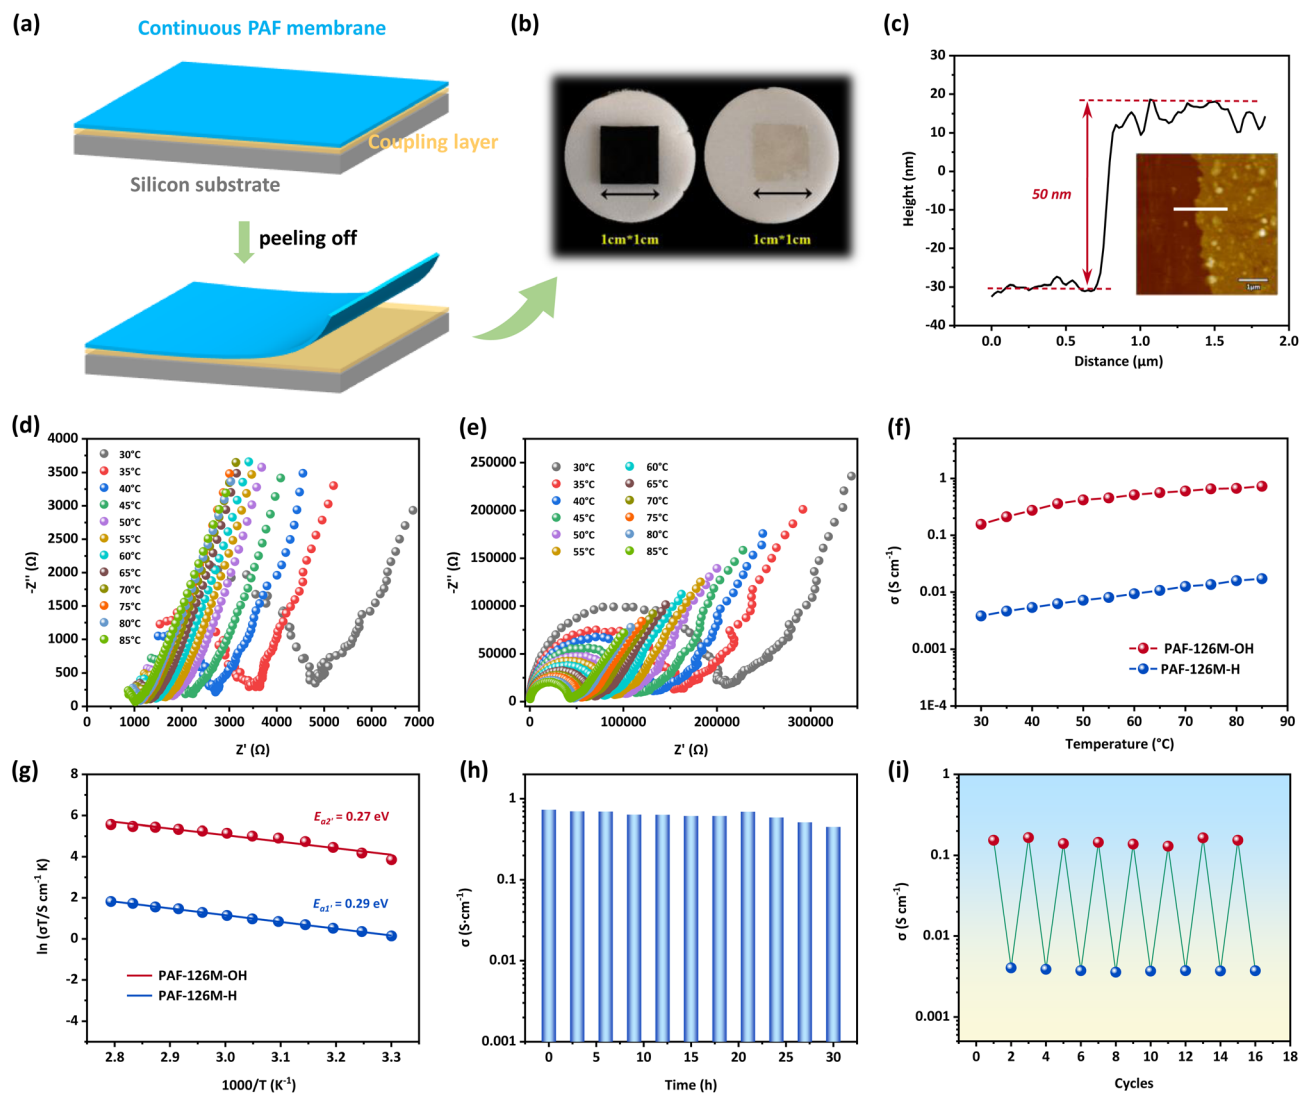 (a)
Continuous PAF membrane
Coupling layer
Silicon substrate
peeling off
(b)
1cm*1cm
1cm*1cm
(c)
30
20
10
0
-10
-20
-30
-40
Height (nm)
50 nm
1μm
0.0
0.5
1.0
1.5
2.0
Distance (μm)
(d)
4000
3500
3000
2500
2000
1500
1000
500
0
-Z'' (Ω)
30°C
35°C
40°C
45°C
50°C
55°C
60°C
65°C
70°C
75°C
80°C
85°C
0
1000
2000
3000
4000
5000
6000
7000
Z' (Ω)
(e)
250000
200000
150000
100000
50000
0
-Z'' (Ω)
30°C
35°C
40°C
45°C
50°C
55°C
60°C
65°C
70°C
75°C
80°C
85°C
0
100000
200000
300000
Z' (Ω)
(f)
1
0.1
0.01
0.001
1E-4
σ (S cm⁻¹)
PAF-126M-OH
PAF-126M-H
30
40
50
60
70
80
90
Temperature (°C)
(g)
8
6
4
2
0
-2
-4
ln (σT/S cm⁻¹ K)
Ea2' = 0.27 eV
Ea1' = 0.29 eV
PAF-126M-OH
PAF-126M-H
2.8
2.9
3.0
3.1
3.2
3.3
1000/T (K⁻¹)
(h)
1
0.1
0.01
0.001
σ (S·cm⁻¹)
0
5
10
15
20
25
30
Time (h)
(i)
1
0.1
0.01
0.001
σ (S cm⁻¹)
0
2
4
6
8
10
12
14
16
18
Cycles